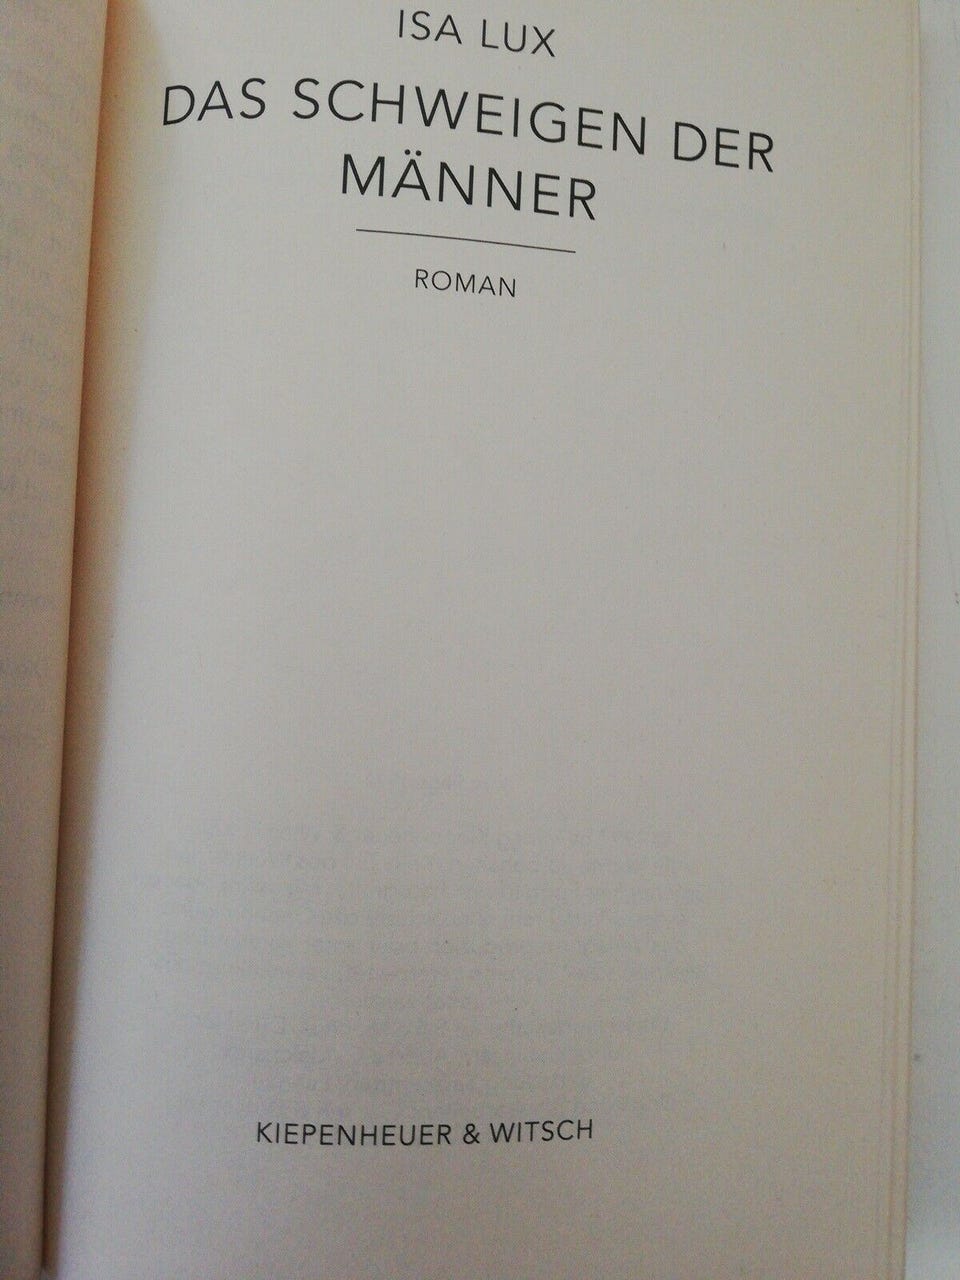 ISA LUX
DAS SCHWEIGEN DER
MÄNNER
ROMAN
KIEPENHEUER & WITSCH